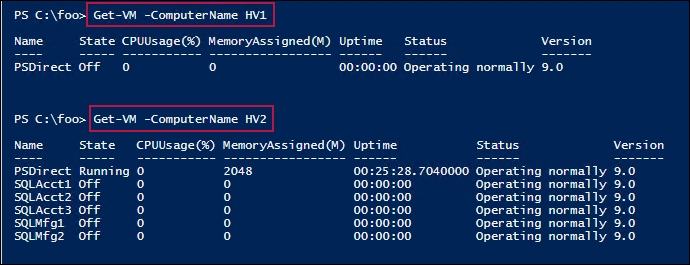 PS C:\foo> Get-VM -ComputerName HV1
Name State CPUUsage(%) MemoryAssigned(M) Uptime Status Version
---- ----- ----------- ----------------- ------ ------ -------
PSDirect Off 0 0 00:00:00 Operating normally 9.0
PS C:\foo> Get-VM -ComputerName HV2
Name State CPUUsage(%) MemoryAssigned(M) Uptime Status Version
---- ----- ----------- ----------------- ------ ------ -------
PSDirect Running 0 2048 00:25:28.7040000 Operating normally 9.0
SQLAcct1 Off 0 0 00:00:00 Operating normally 9.0
SQLAcct2 Off 0 0 00:00:00 Operating normally 9.0
SQLAcct3 Off 0 0 00:00:00 Operating normally 9.0
SQLMfg1 Off 0 0 00:00:00 Operating normally 9.0
SQLMfg2 Off 0 0 00:00:00 Operating normally 9.0